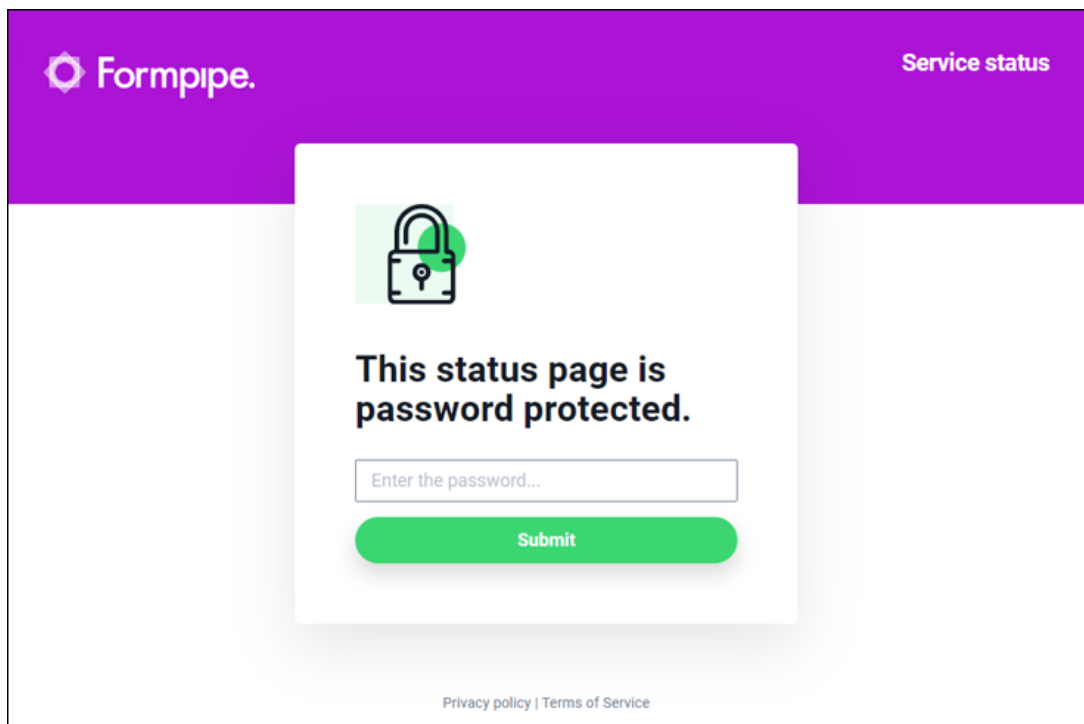 Formpipe.
Service status
This status page is
password protected.
Enter the password...
Submit
Privacy policy | Terms of Service